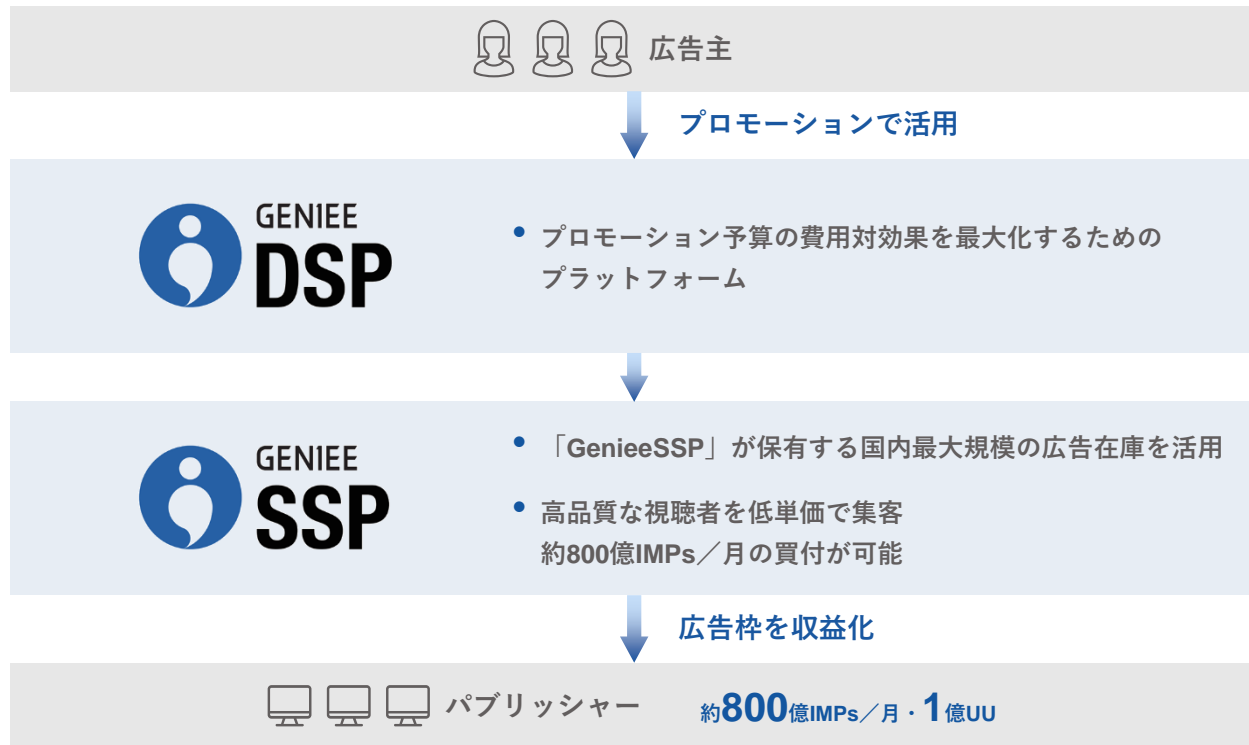 広告主
プロモーションで活用
GENIEE
DSP
• プロモーション予算の費用対効果を最大化するための
プラットフォーム
GENIEE
SSP
• 「GenieeSSP」が保有する国内最大規模の広告在庫を活用
• 高品質な視聴者を低単価で集客
約800億IMPs／月の買付が可能
広告枠を収益化
パブリッシャー 約800億IMPs／月・1億UU